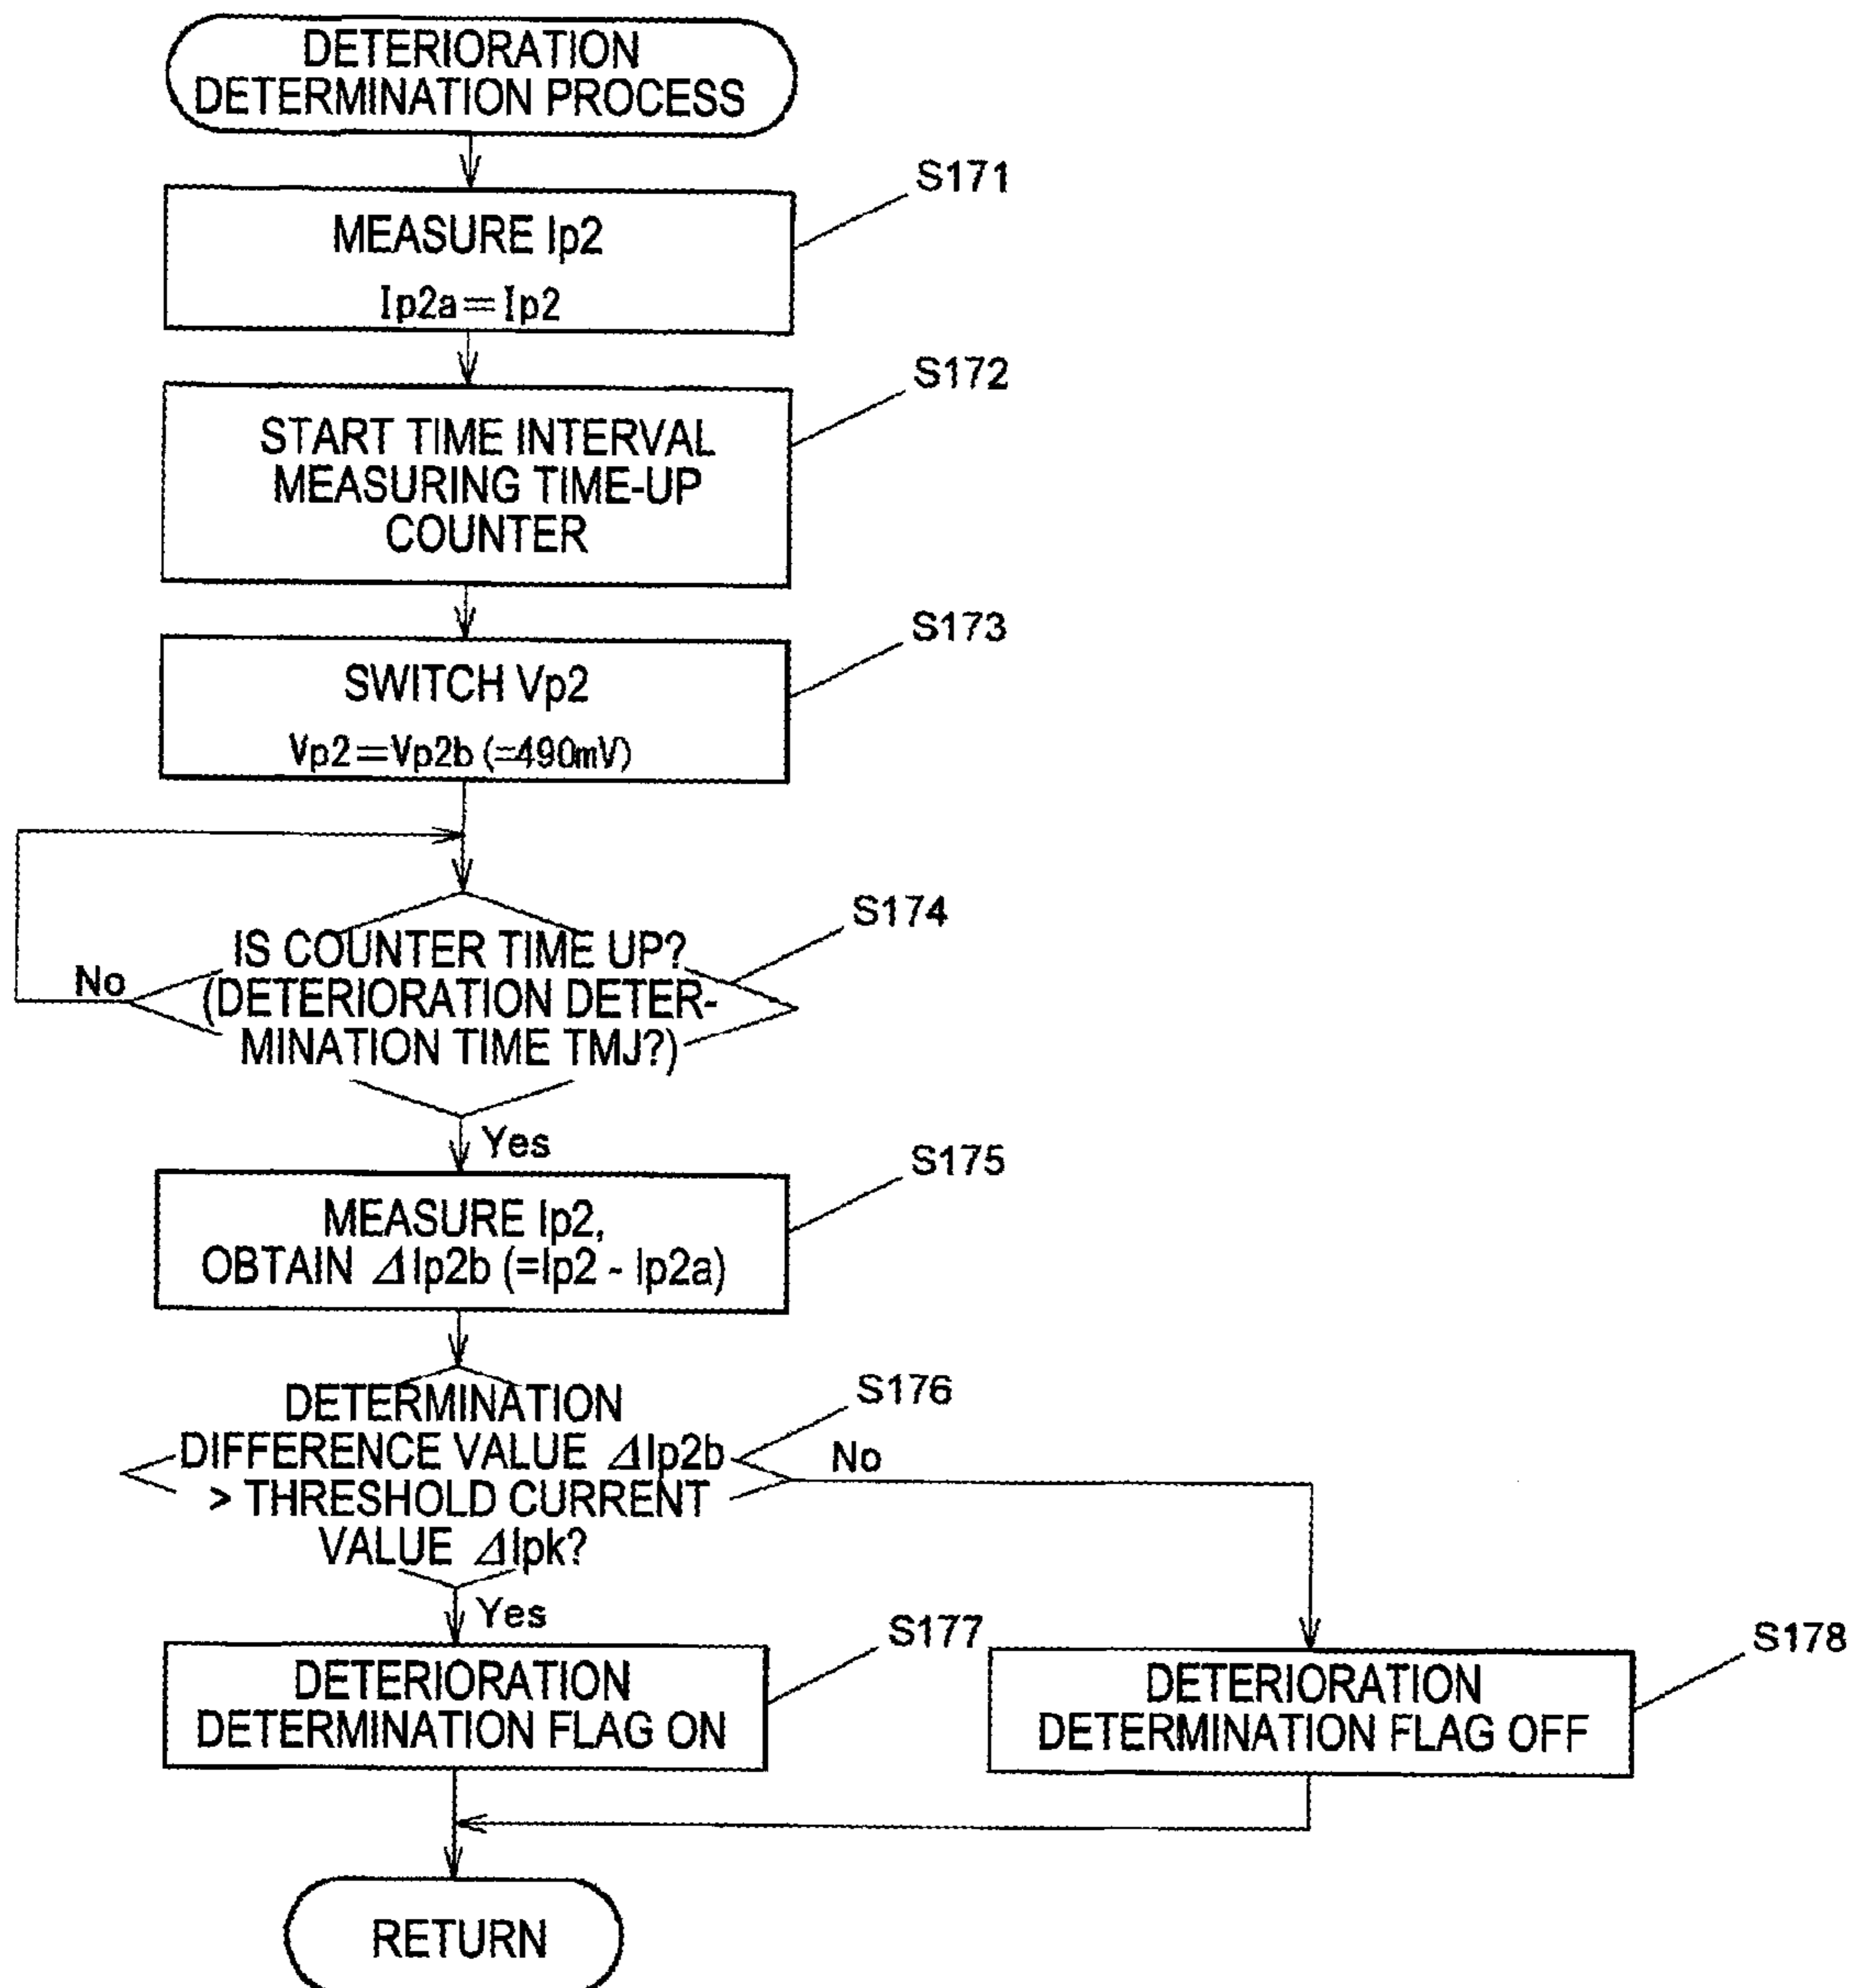 DETERIORATION
DETERMINATION PROCESS
S171
MEASURE Ip2
Ip2a=Ip2
S172
START TIME INTERVAL
MEASURING TIME-UP
COUNTER
S173
SWITCH Vp2
Vp2=Vp2b (=490mV)
S174
IS COUNTER TIME UP?
No
(DETERIORATION DETER-
MINATION TIME TMJ?)
Yes
S175
MEASURE Ip2,
OBTAIN ΔIp2b (=Ip2 - Ip2a)
S176
DETERMINATION
DIFFERENCE VALUE ΔIp2b
No
> THRESHOLD CURRENT
VALUE ΔIpk?
Yes
S177
DETERIORATION
DETERMINATION FLAG ON
S178
DETERIORATION
DETERMINATION FLAG OFF
RETURN